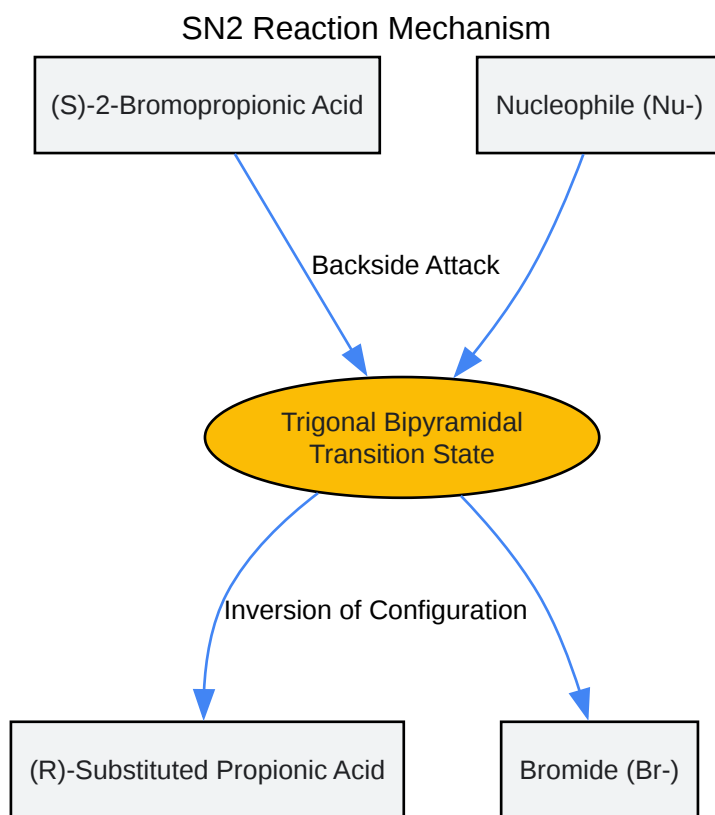 SN2 Reaction Mechanism
(S)-2-Bromopropionic Acid
Nucleophile (Nu-)
Backside Attack
Trigonal Bipyramidal
Transition State
Inversion of Configuration
(R)-Substituted Propionic Acid
Bromide (Br-)